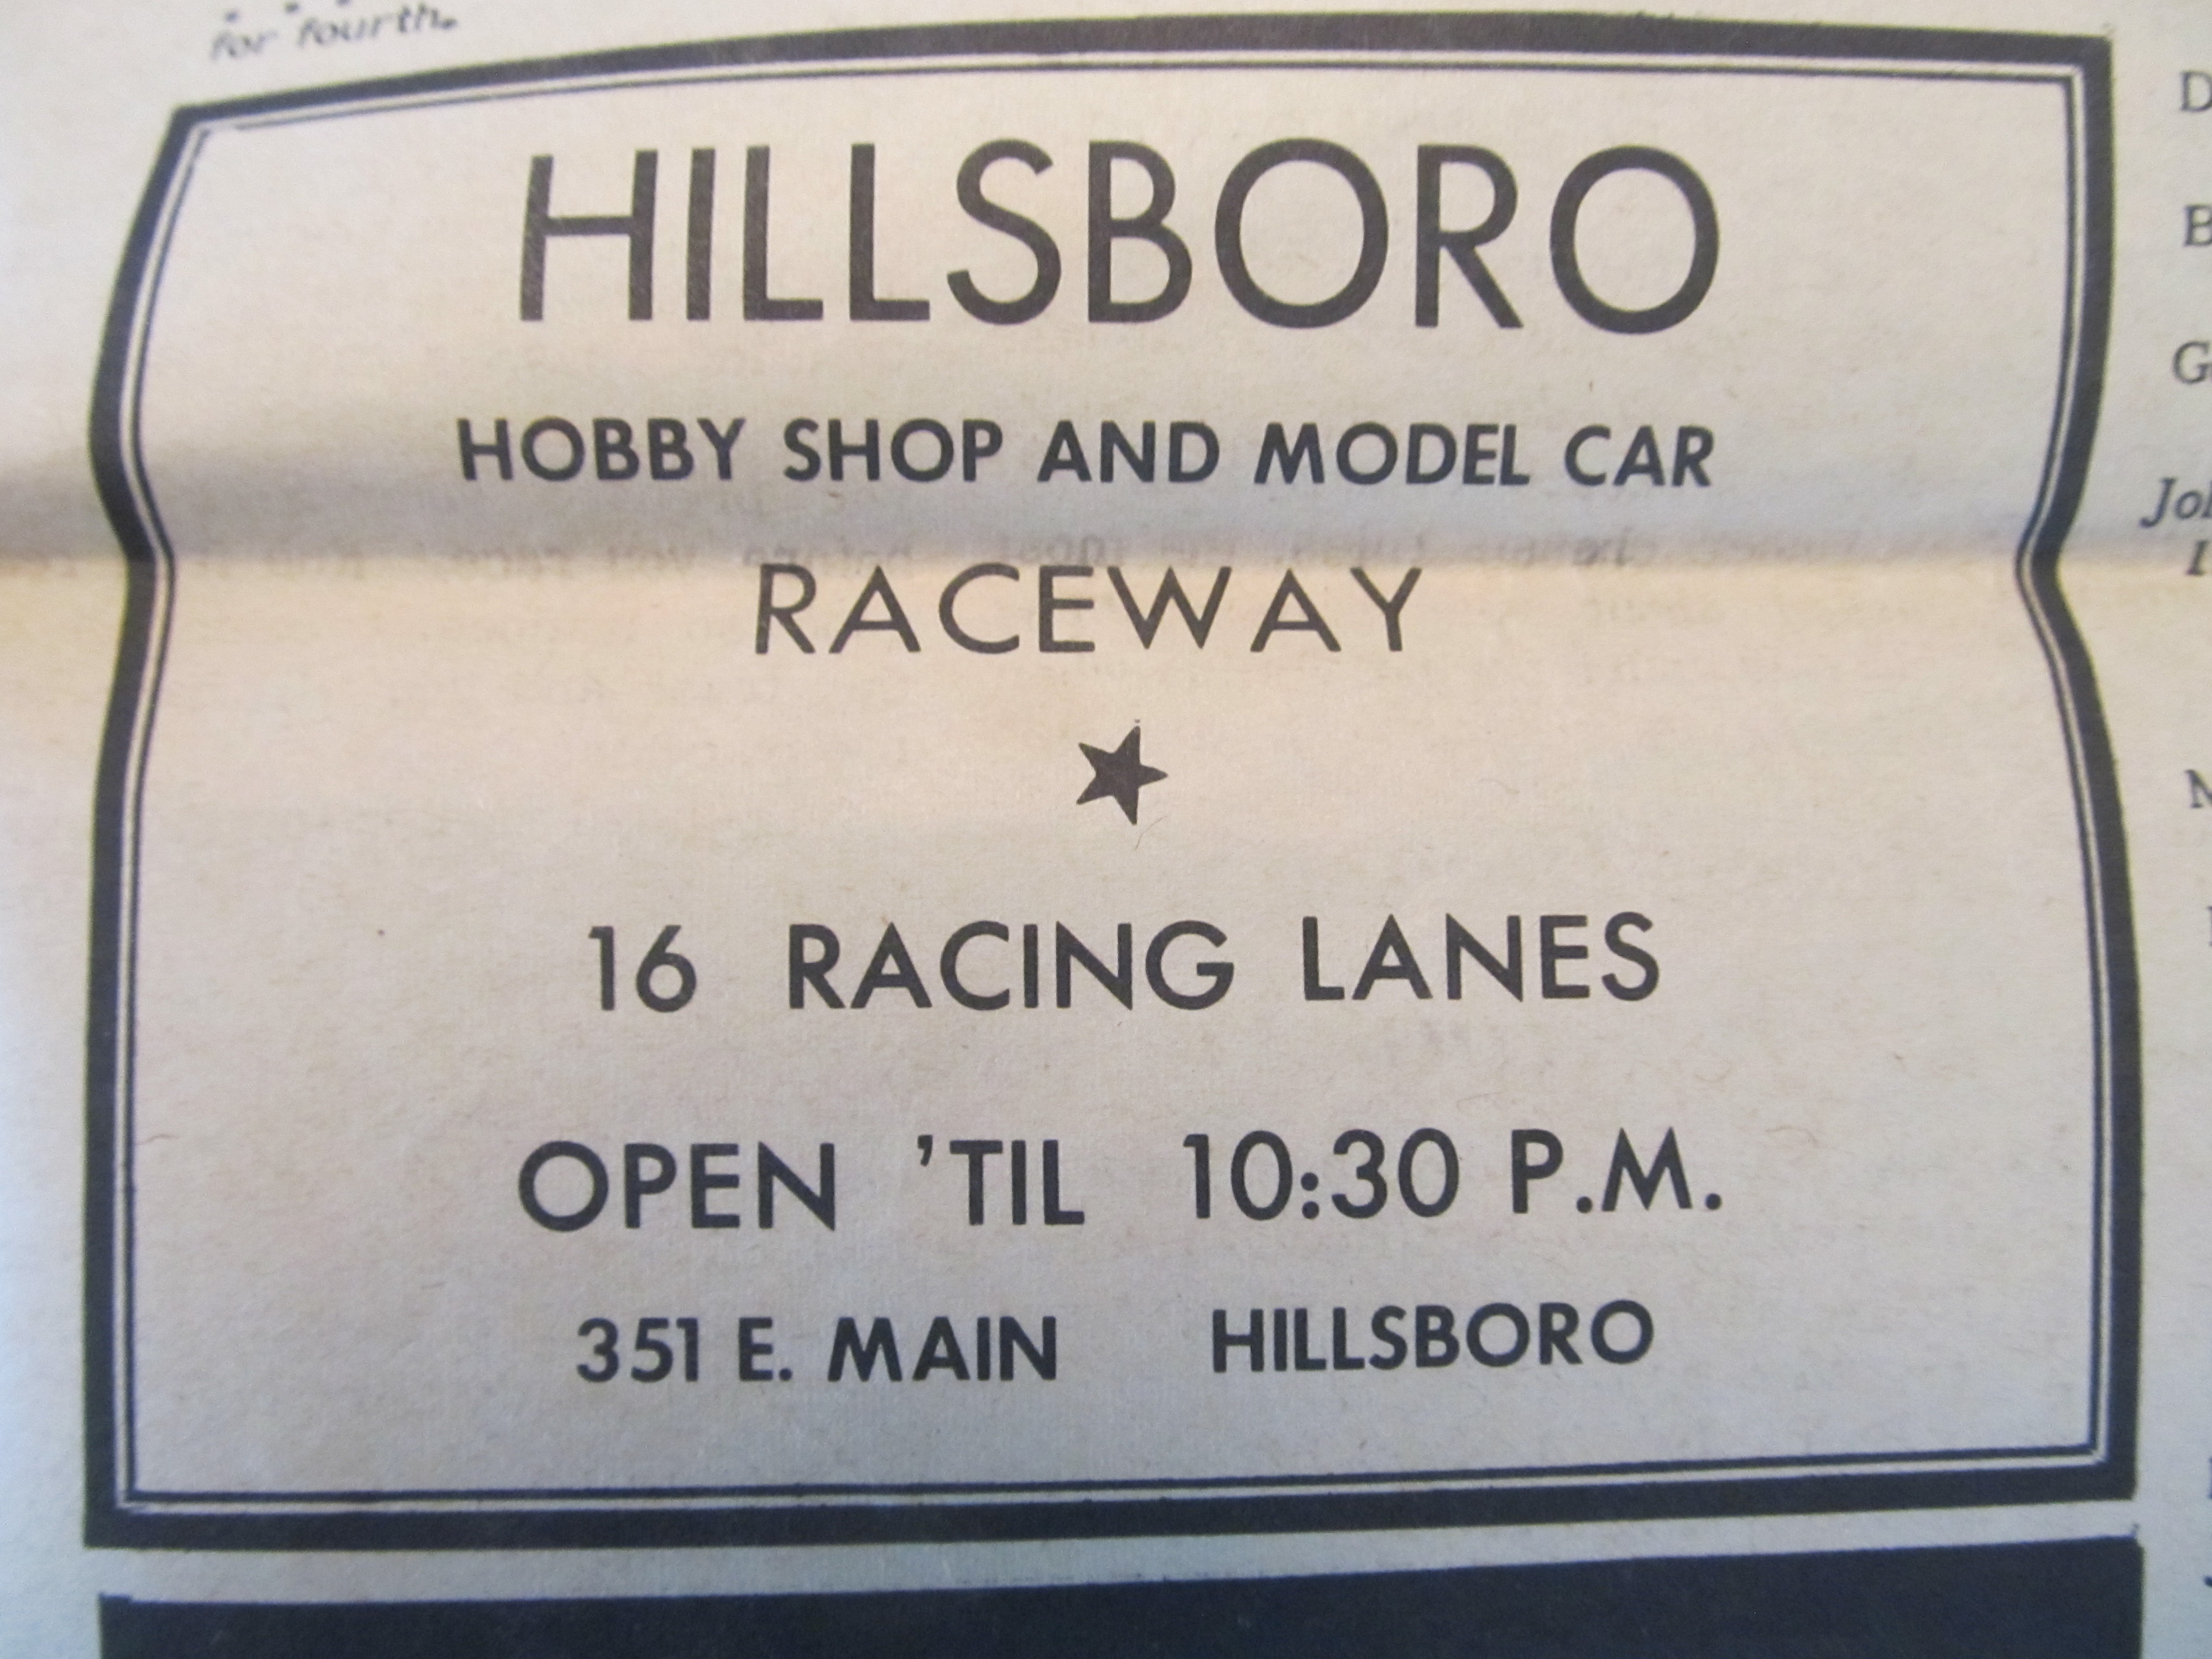 for fourth.
HILLSBORO
HOBBY SHOP AND MODEL CAR
RACEWAY
16 RACING LANES
OPEN 'TIL 10:30 P.M.
351 E. MAIN HILLSBORO